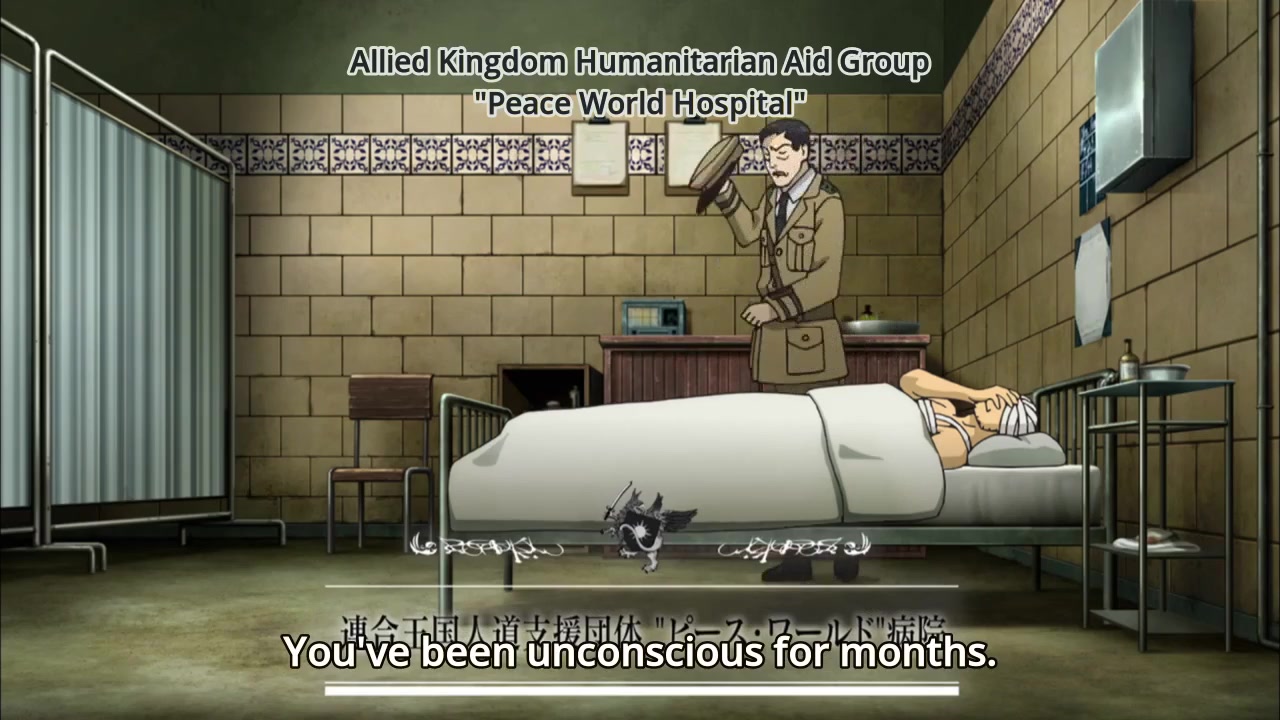 Allied Kingdom Humanitarian Aid Group
"Peace World Hospital"
連合王国人道支援団体 "ピース・ワールド"病院
You've been unconscious for months.